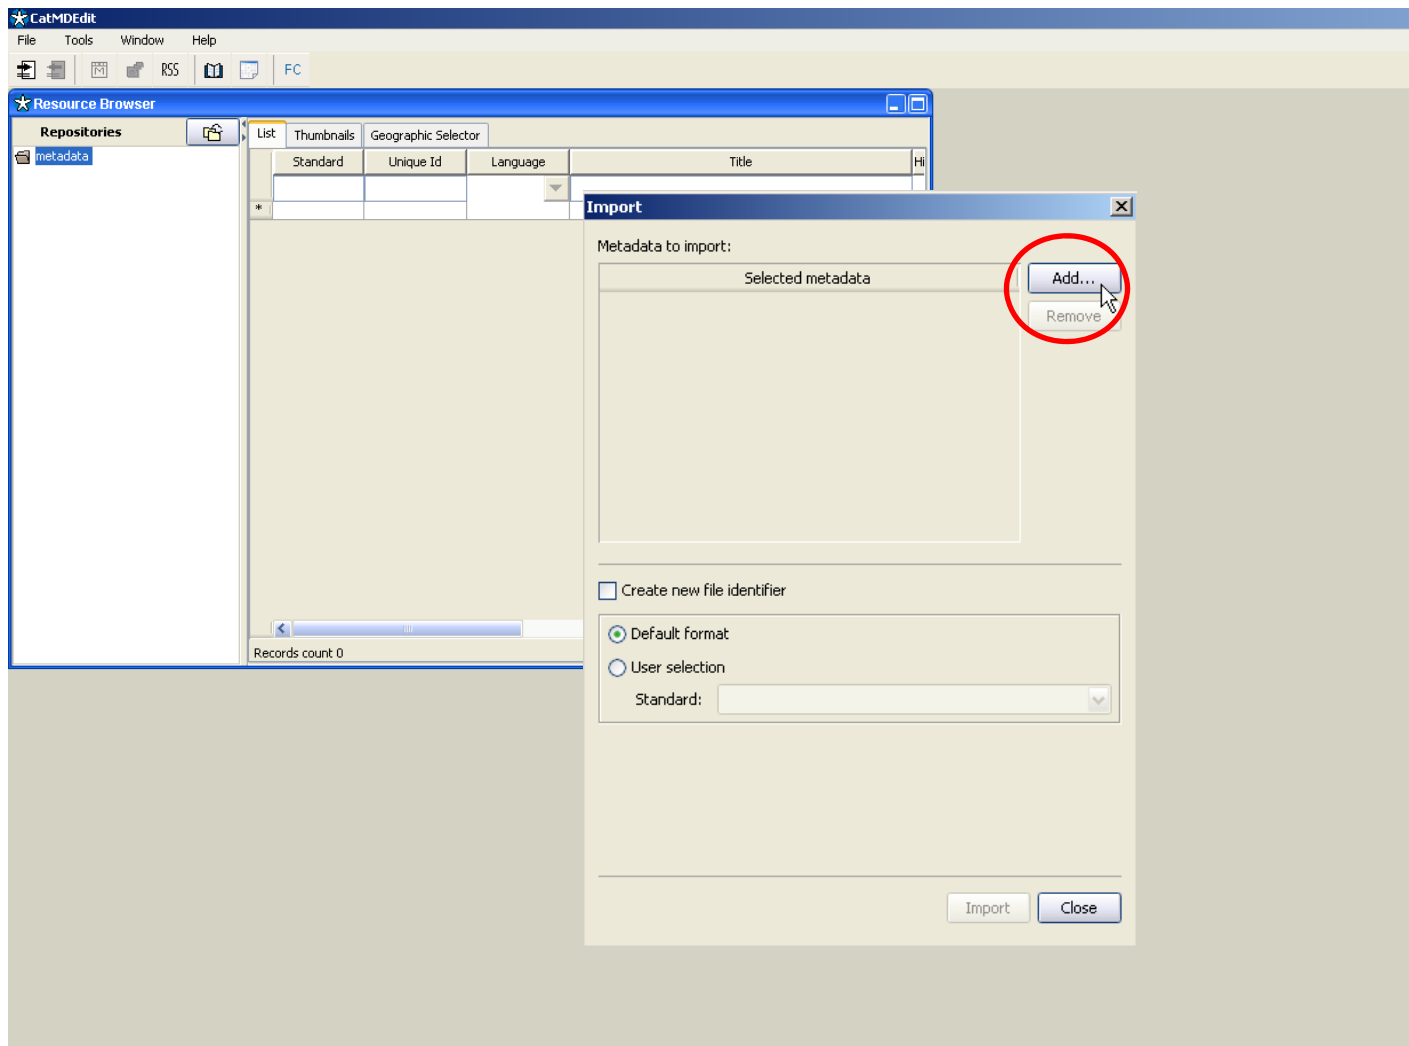 CatMDEdit
File Tools Window Help
M RSS FC
Resource Browser
Repositories
List Thumbnails Geographic Selector
metadata
Standard Unique Id Language Title Hi
*
Import
Metadata to import:
Selected metadata
Add...
Remove
Create new file identifier
Default format
User selection
Standard:
Records count 0
Import Close